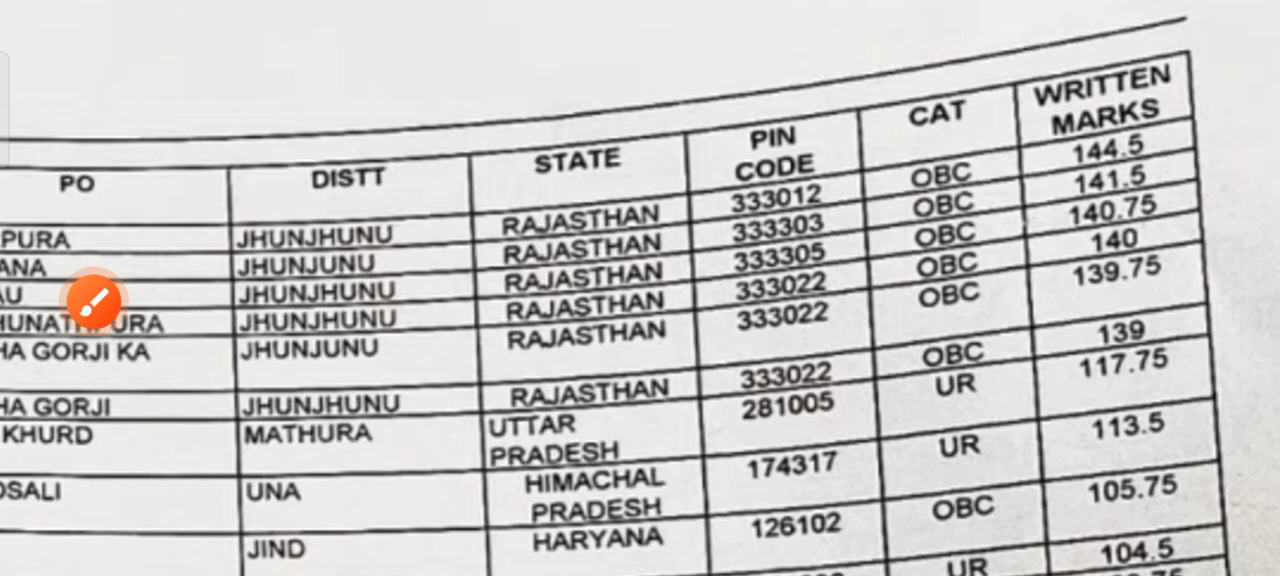 PO DISTT STATE PIN CODE CAT WRITTEN MARKS
PURA JHUNJHUNU RAJASTHAN 333012 OBC 144.5
ANA JHUNJUNU RAJASTHAN 333303 OBC 141.5
AU JHUNJHUNU RAJASTHAN 333305 OBC 140.75
JHUNJHUNU RAJASTHAN 333022 OBC 140
HA GORJI KA JHUNJUNU RAJASTHAN 333022 OBC 139.75
HA GORJI JHUNJHUNU RAJASTHAN 333022 OBC 139
KHURD MATHURA UTTAR PRADESH 281005 UR 117.75
OSALI UNA HIMACHAL PRADESH 174317 UR 113.5
JIND HARYANA 126102 OBC 105.75
UR 104.5